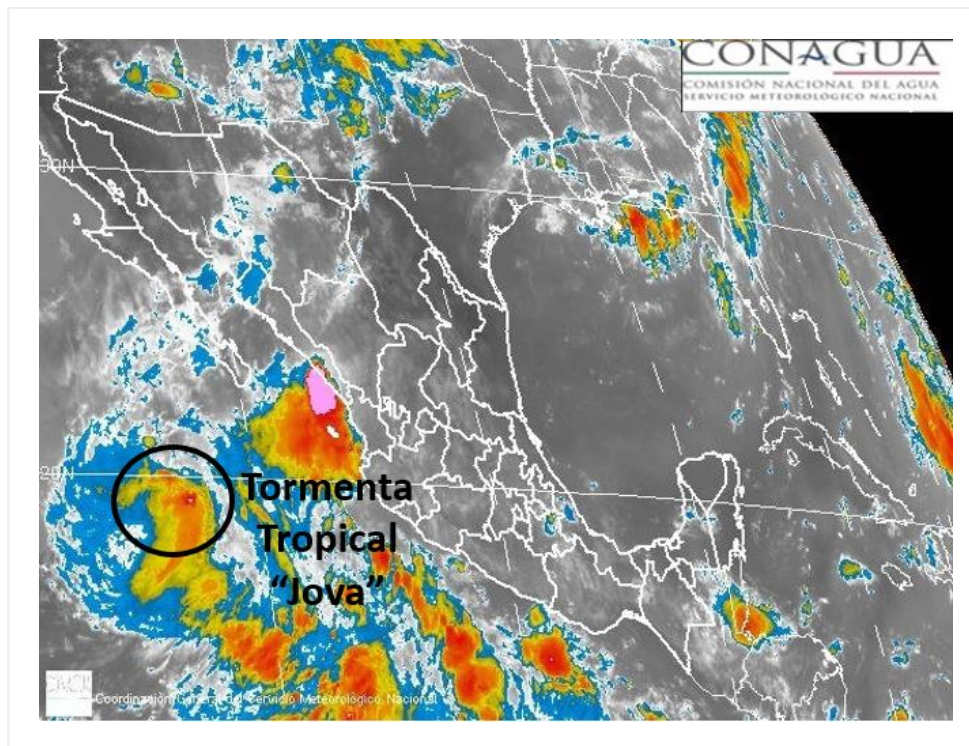 CONAGUA
COMISIÓN NACIONAL DEL AGUA
SERVICIO METEOROLÓGICO NACIONAL
30N
20N
Tormenta
Tropical
“Jova”
Coordinación General del Servicio Meteorológico Nacional